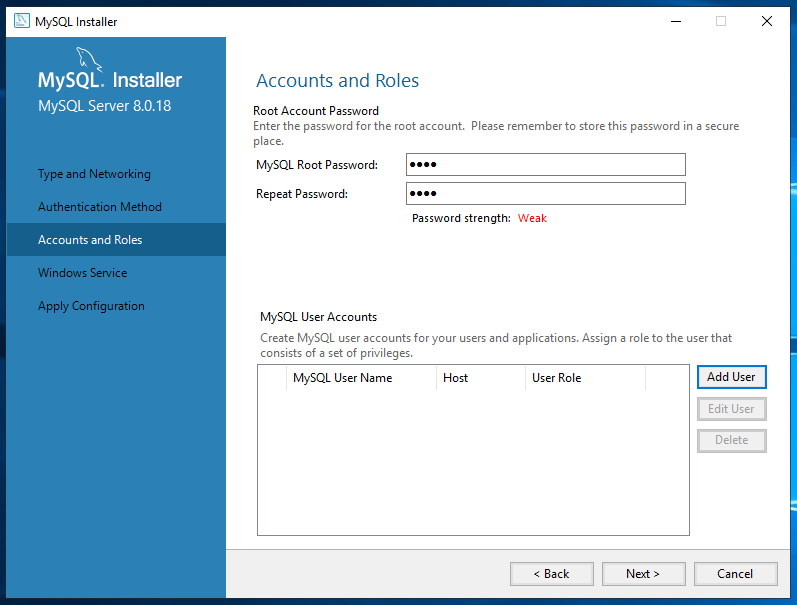 MySQL Installer
MySQL. Installer
MySQL Server 8.0.18
Type and Networking
Authentication Method
Accounts and Roles
Windows Service
Apply Configuration
Accounts and Roles
Root Account Password
Enter the password for the root account. Please remember to store this password in a secure
place.
MySQL Root Password: ●●●●
Repeat Password: ●●●●
Password strength: Weak
MySQL User Accounts
Create MySQL user accounts for your users and applications. Assign a role to the user that
consists of a set of privileges.
MySQL User Name Host User Role
Add User
Edit User
Delete
< Back Next > Cancel